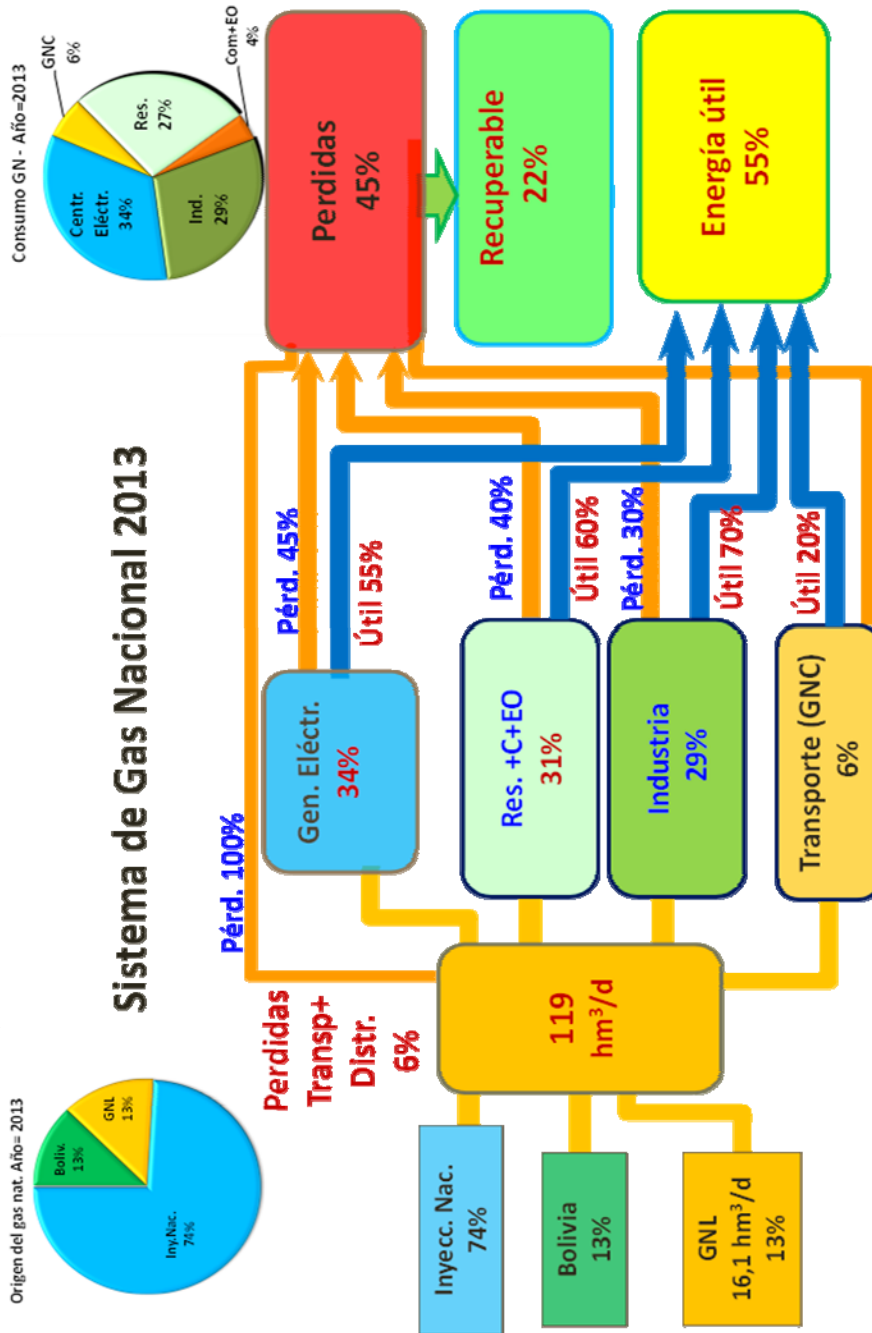 Origen del gas nat. Año= 2013
Boliv.
13%
GNL
13%
Iny.Nac.
74%
Sistema de Gas Nacional 2013
Consumo GN - Año=2013
GNC
6%
Centr.
Eléctr.
34%
Res.
27%
Ind.
29%
Com+EO
4%
Pérd. 100%
Perdidas
Transp+
Distr.
6%
Inyecc. Nac.
74%
Bolivia
13%
GNL
16,1 hm³/d
13%
119
hm³/d
Gen. Eléctr.
34%
Res. +C+EO
31%
Industria
29%
Transporte (GNC)
6%
Pérd. 45%
Útil 55%
Pérd. 40%
Útil 60%
Pérd. 30%
Útil 70%
Útil 20%
Perdidas
45%
Recuperable
22%
Energía útil
55%